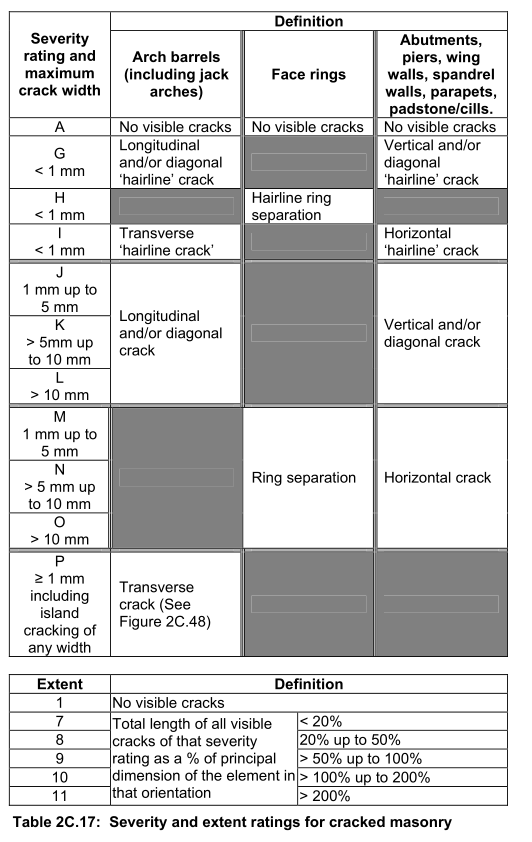 Severity rating and maximum crack width
Definition
Arch barrels
(including jack
arches)
Face rings
Abutments,
piers, wing
walls, spandrel
walls, parapets,
padstone/cills.
A
No visible cracks
No visible cracks
No visible cracks
G
< 1 mm
Longitudinal
and/or diagonal
‘hairline’ crack
Vertical and/or
diagonal
‘hairline’ crack
H
< 1 mm
Hairline ring
separation
I
< 1 mm
Transverse
‘hairline crack’
Horizontal
‘hairline’ crack
J
1 mm up to
5 mm
K
> 5mm up
to 10 mm
L
> 10 mm
Longitudinal
and/or diagonal
crack
Vertical and/or
diagonal crack
M
1 mm up to
5 mm
N
> 5 mm up
to 10 mm
O
> 10 mm
Ring separation
Horizontal crack
P
≥ 1 mm
including
island
cracking of
any width
Transverse
crack (See
Figure 2C.48)
Extent
Definition
1
No visible cracks
7
8
9
10
11
Total length of all visible
cracks of that severity
rating as a % of principal
dimension of the element in
that orientation
< 20%
20% up to 50%
> 50% up to 100%
> 100% up to 200%
> 200%
Table 2C.17: Severity and extent ratings for cracked masonry